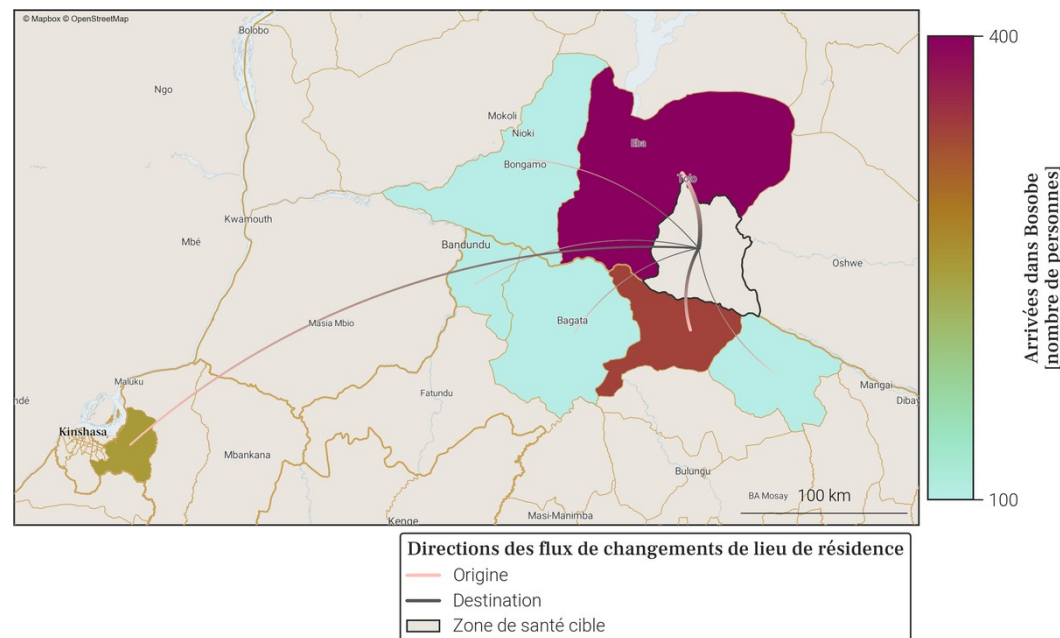 © Mapbox © OpenStreetMap
Bolobo
Ngo
Mokoli
Nioki
Eba
Bongamo
Tolo
Kwamouth
Mbé
Bandundu
Oshwe
Masia Mbio
Bagata
Maluku
Fatundu
Mangai
ndé
Dibay
Kinshasa
Mbankana
Bulungu
BA Mosay
100 km
Masi-Manimba
Kenge
400
100
Arrivées dans Bosobe
[nombre de personnes]
Directions des flux de changements de lieu de résidence
Origine
Destination
Zone de santé cible